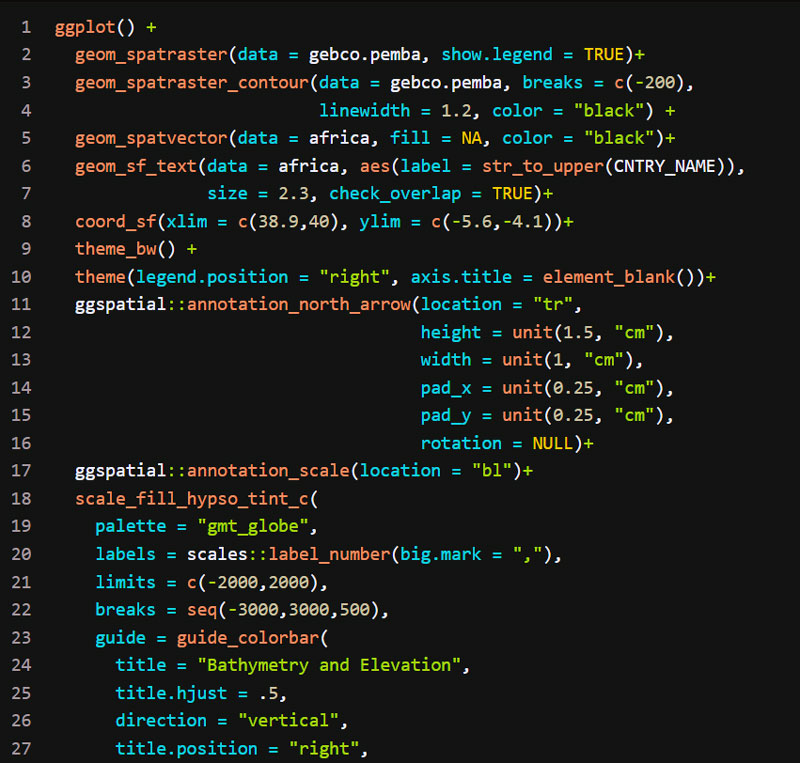 1 ggplot() +
2 geom_spatraster(data = gebco.pemba, show.legend = TRUE)+
3 geom_spatraster_contour(data = gebco.pemba, breaks = c(-200),
4 linewidth = 1.2, color = "black") +
5 geom_spatvector(data = africa, fill = NA, color = "black")+
6 geom_sf_text(data = africa, aes(label = str_to_upper(CNTRY_NAME)),
7 size = 2.3, check_overlap = TRUE)+
8 coord_sf(xlim = c(38.9,40), ylim = c(-5.6,-4.1))+
9 theme_bw() +
10 theme(legend.position = "right", axis.title = element_blank())+
11 ggspatial::annotation_north_arrow(location = "tr",
12 height = unit(1.5, "cm"),
13 width = unit(1, "cm"),
14 pad_x = unit(0.25, "cm"),
15 pad_y = unit(0.25, "cm"),
16 rotation = NULL)+
17 ggspatial::annotation_scale(location = "bl")+
18 scale_fill_hypso_tint_c(
19 palette = "gmt_globe",
20 labels = scales::label_number(big.mark = ","),
21 limits = c(-2000,2000),
22 breaks = seq(-3000,3000,500),
23 guide = guide_colorbar(
24 title = "Bathymetry and Elevation",
25 title.hjust = .5,
26 direction = "vertical",
27 title.position = "right",